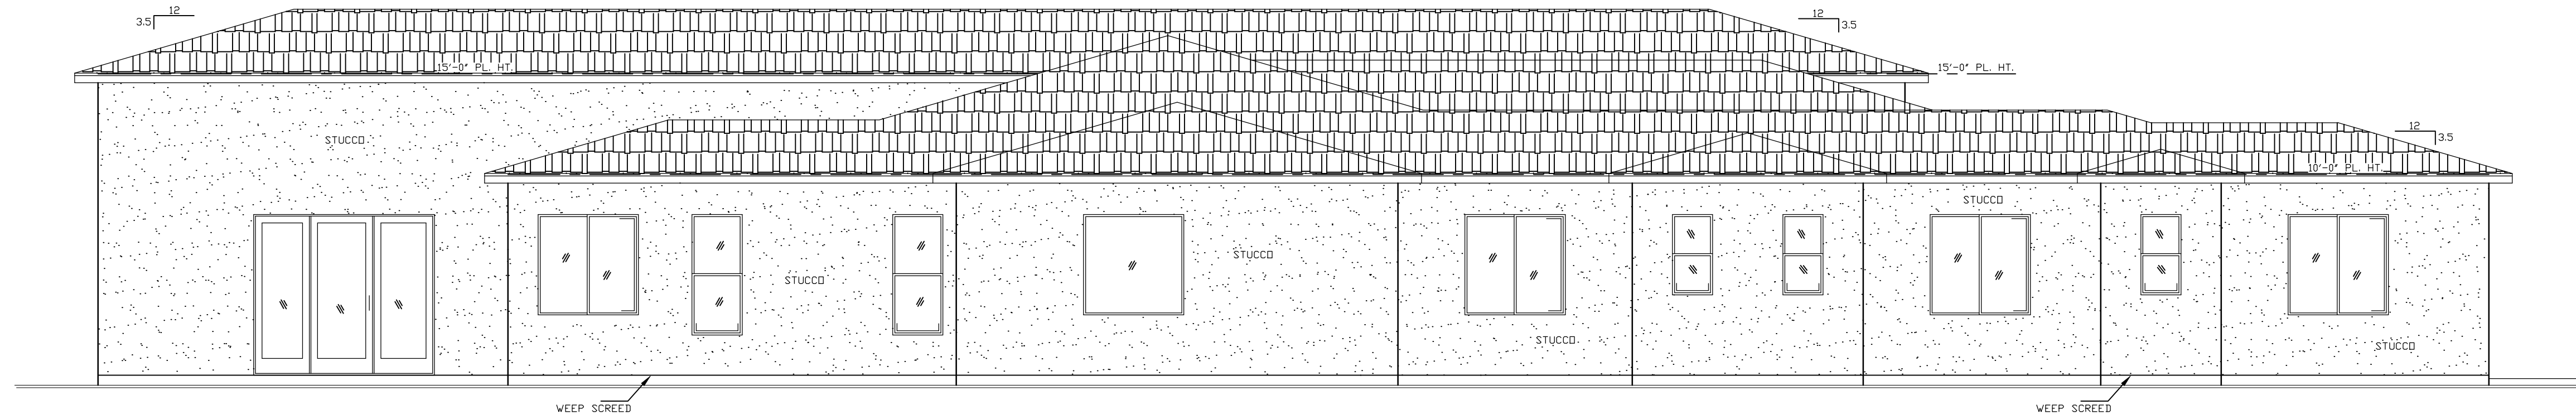 12
3.5
12
3.5
15'-0" PL. HT.
15'-0" PL. HT.
12
3.5
STUCCO
10'-0" PL. HT.
STUCCO
STUCCO
STUCCO
STUCCO
STUCCO
WEEP SCREED
WEEP SCREED